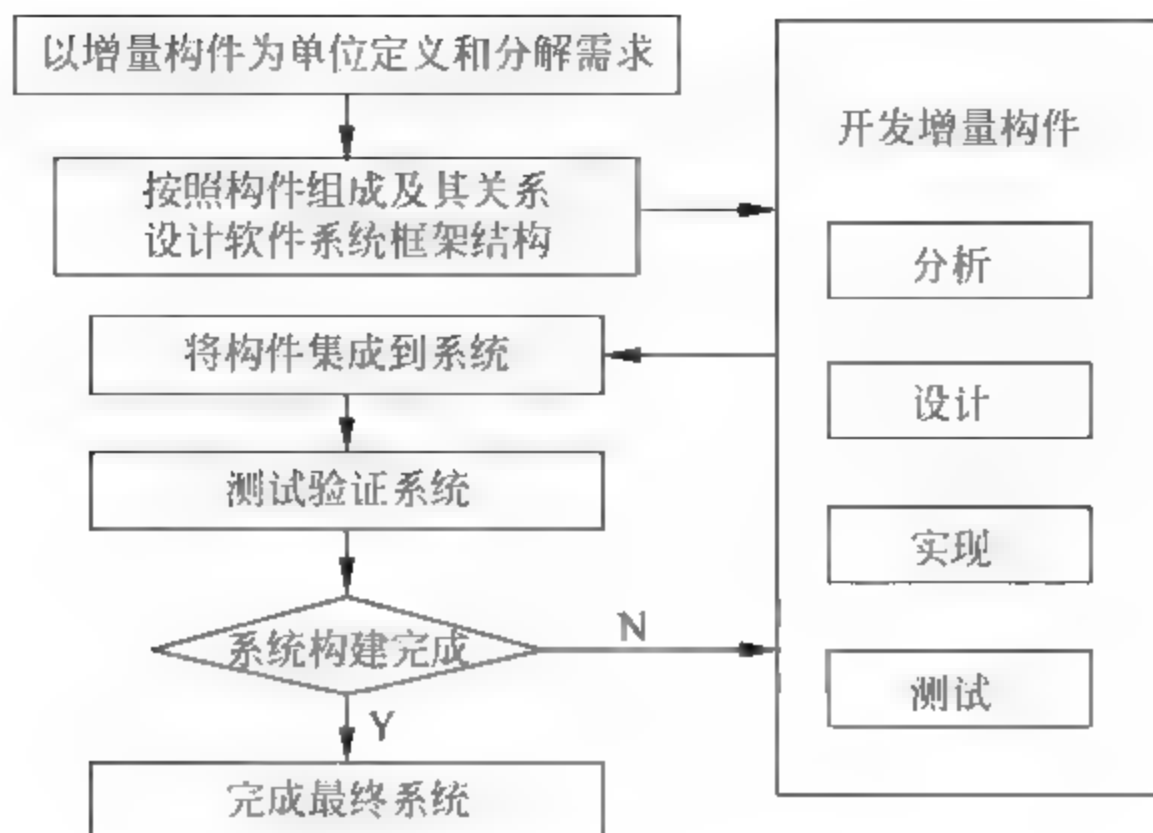 以增量构件为单位定义和分解需求
按照构件组成及其关系
设计软件系统框架结构
将构件集成到系统
测试验证系统
系统构建完成
N
Y
完成最终系统
开发增量构件
分析
设计
实现
测试